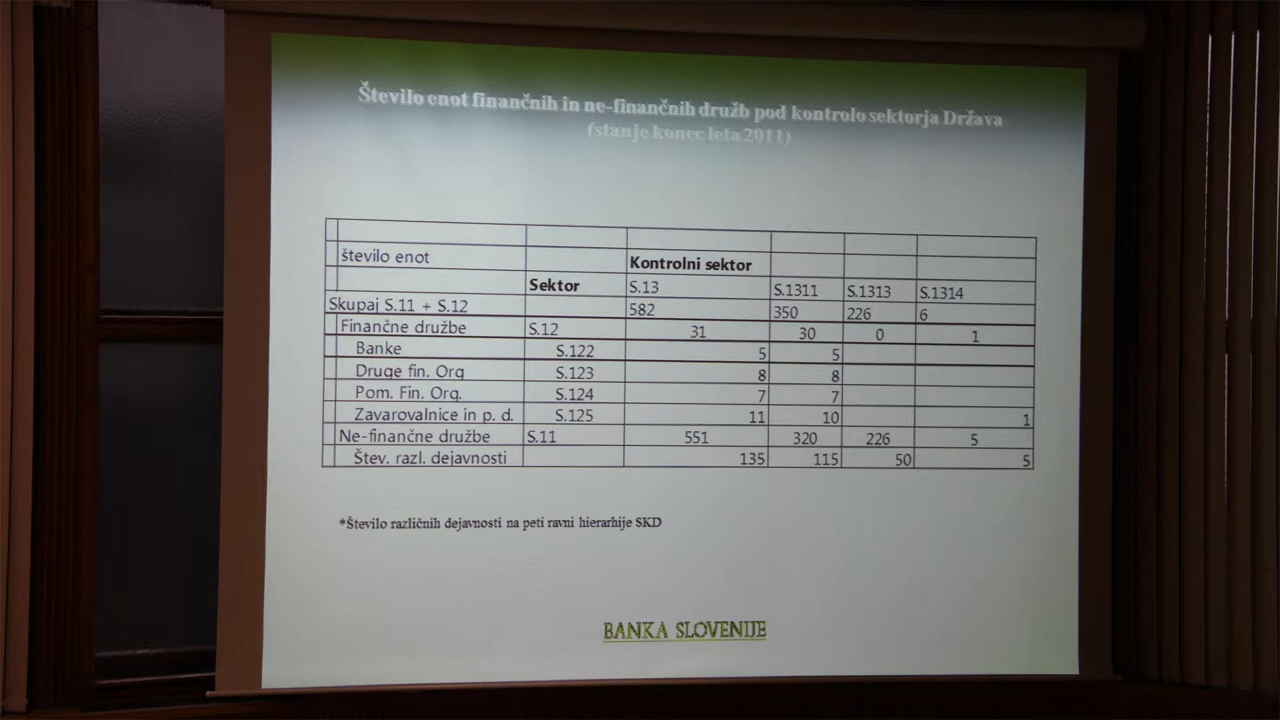 Število enot finančnih in ne-finančnih družb pod kontrolo sektorja Država
(stanje konec leta 2011)
število enot Kontrolni sektor
Sektor S.13 S.1311 S.1313 S.1314
Skupaj S.11 + S.12 582 350 226 6
Finančne družbe S.12 31 30 0 1
Banke S.122 5 5
Druge fin. Org S.123 8 8
Pom. Fin. Org. S.124 7 7
Zavarovalnice in p. d. S.125 11 10 1
Ne-finančne družbe S.11 551 320 226 5
Štev. razl. dejavnosti 135 115 50 5
*Število različnih dejavnosti na peti ravni hierarhije SKD
BANKA SLOVENIJE